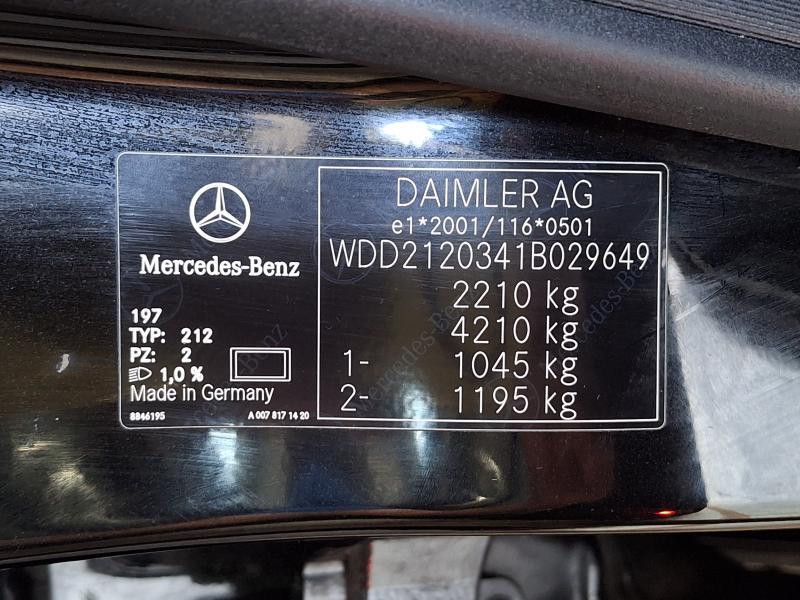 Mercedes-Benz
197
TYP: 212
PZ: 2
1,0 %
Made in Germany
8846195
A 007 817 14 20
DAIMLER AG
e1*2001/116*0501
WDD2120341B029649
2210 kg
4210 kg
1- 1045 kg
2- 1195 kg